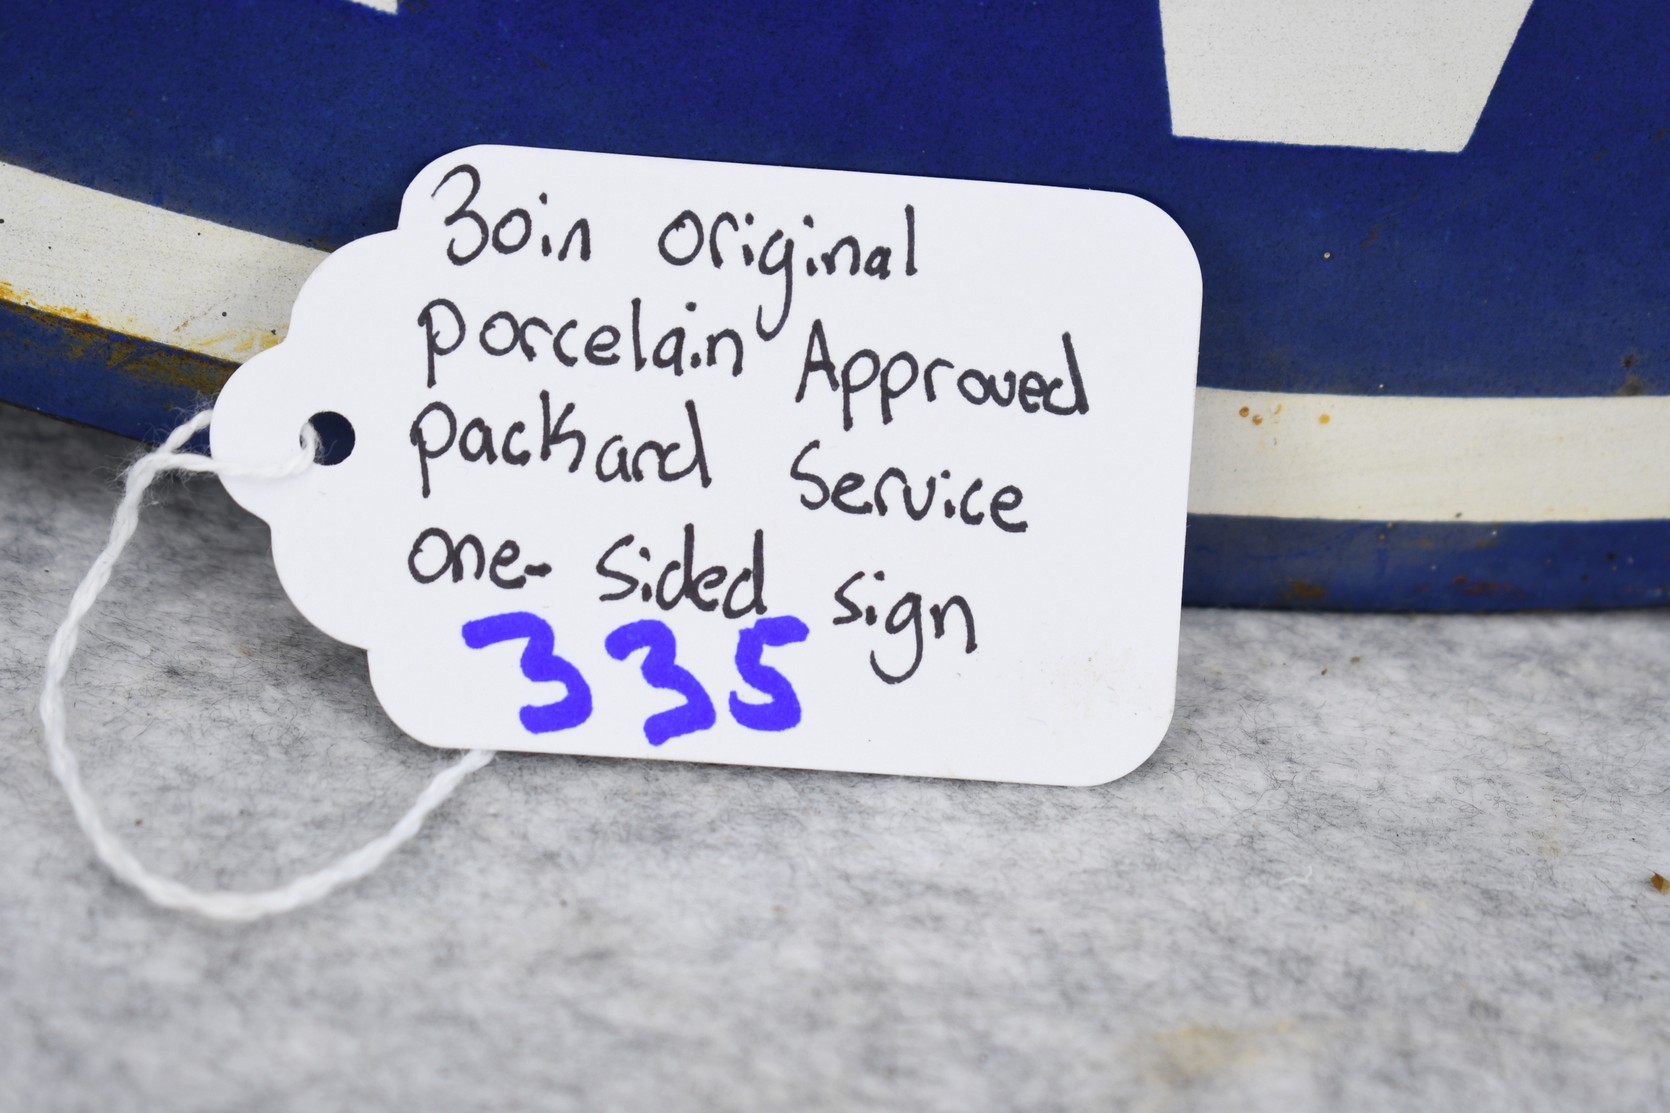 30in original
porcelain Approved
packard Service
one-sided sign
335